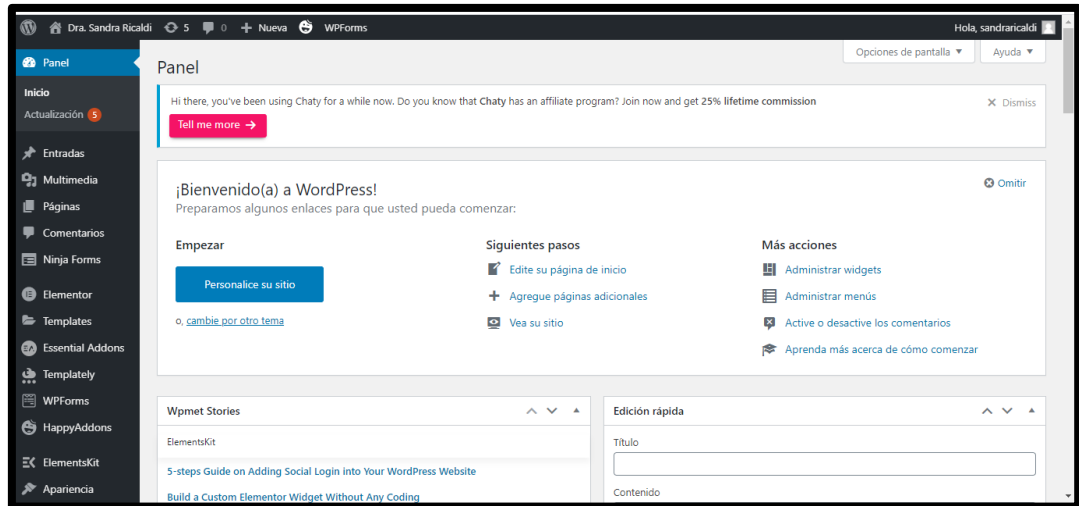 Dra. Sandra Ricaldi 5 0 Nueva WPForms Hola, sandraricaldi
Panel
Inicio
Actualización 5
Entradas
Multimedia
Páginas
Comentarios
Ninja Forms
Elementor
Templates
Essential Addons
Templately
WPForms
HappyAddons
ElementsKit
Apariencia
Opciones de pantalla Ayuda
Panel
Hi there, you've been using Chaty for a while now. Do you know that Chaty has an affiliate program? Join now and get 25% lifetime commission
Dismiss
Tell me more →
¡Bienvenido(a) a WordPress!
Omitir
Preparamos algunos enlaces para que usted pueda comenzar:
Empezar
Personalice su sitio
o, cambie por otro tema
Siguientes pasos
Edite su página de inicio
Agregue páginas adicionales
Vea su sitio
Más acciones
Administrar widgets
Administrar menús
Active o desactive los comentarios
Aprenda más acerca de cómo comenzar
Wpmet Stories
ElementsKit
5-steps Guide on Adding Social Login into Your WordPress Website
Build a Custom Elementor Widget Without Any Coding
Edición rápida
Título
Contenido